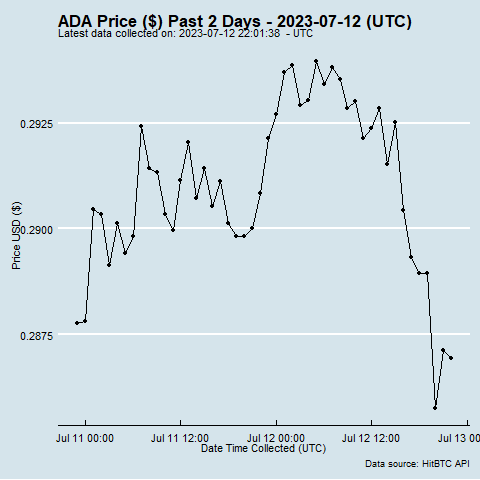 ADA Price ($) Past 2 Days - 2023-07-12 (UTC)
Latest data collected on: 2023-07-12 22:01:38  - UTC
Price USD ($)
0.2925
0.2900
0.2875
Jul 11 00:00
Jul 11 12:00
Jul 12 00:00
Jul 12 12:00
Jul 13 00
Date Time Collected (UTC)
Data source: HitBTC API